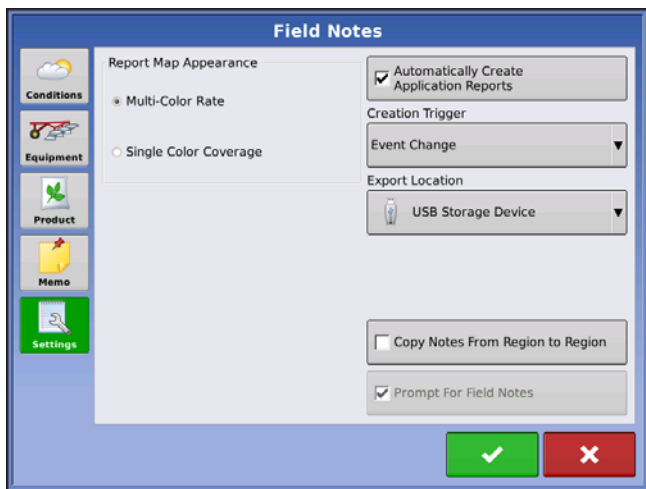 Field Notes
Conditions
Equipment
Product
Memo
Settings
Report Map Appearance
Multi-Color Rate
Single Color Coverage
Automatically Create
Application Reports
Creation Trigger
Event Change
Export Location
USB Storage Device
Copy Notes From Region to Region
Prompt For Field Notes